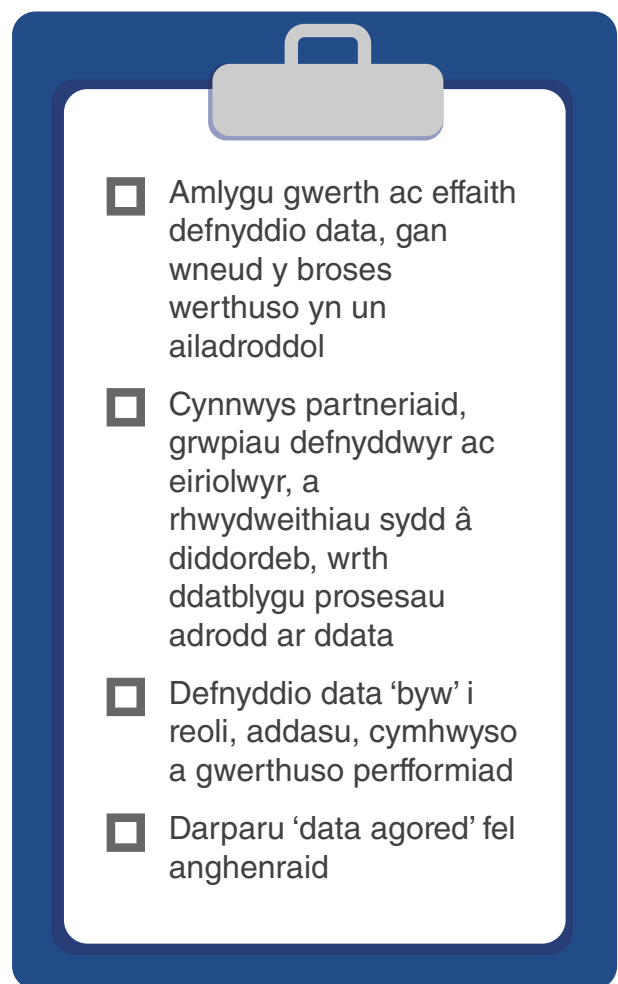 Amlygu gwerth ac effaith
defnyddio data, gan
wneud y broses
werthuso yn un
ailadroddol
Cynnwys partneriaid,
grwpiau defnyddwyr ac
eiriolwyr, a
rhwydweithiau sydd â
diddordeb, wrth
ddatblygu prosesau
adrodd ar ddata
Defnyddio data ‘byw’ i
reoli, addasu, cymhwyso
a gwerthuso perfformiad
Darparu ‘data agored’ fel
anghenraid